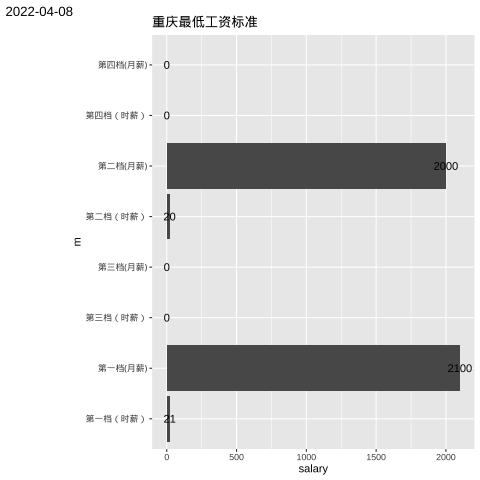 2022-04-08
重庆最低工资标准
第四档(月薪)
0
第四档（时薪）
0
第二档(月薪)
2000
第二档（时薪）
20
m
第三档(月薪)
0
第三档（时薪）
0
第一档(月薪)
2100
第一档（时薪）
21
0 500 1000 1500 2000
salary